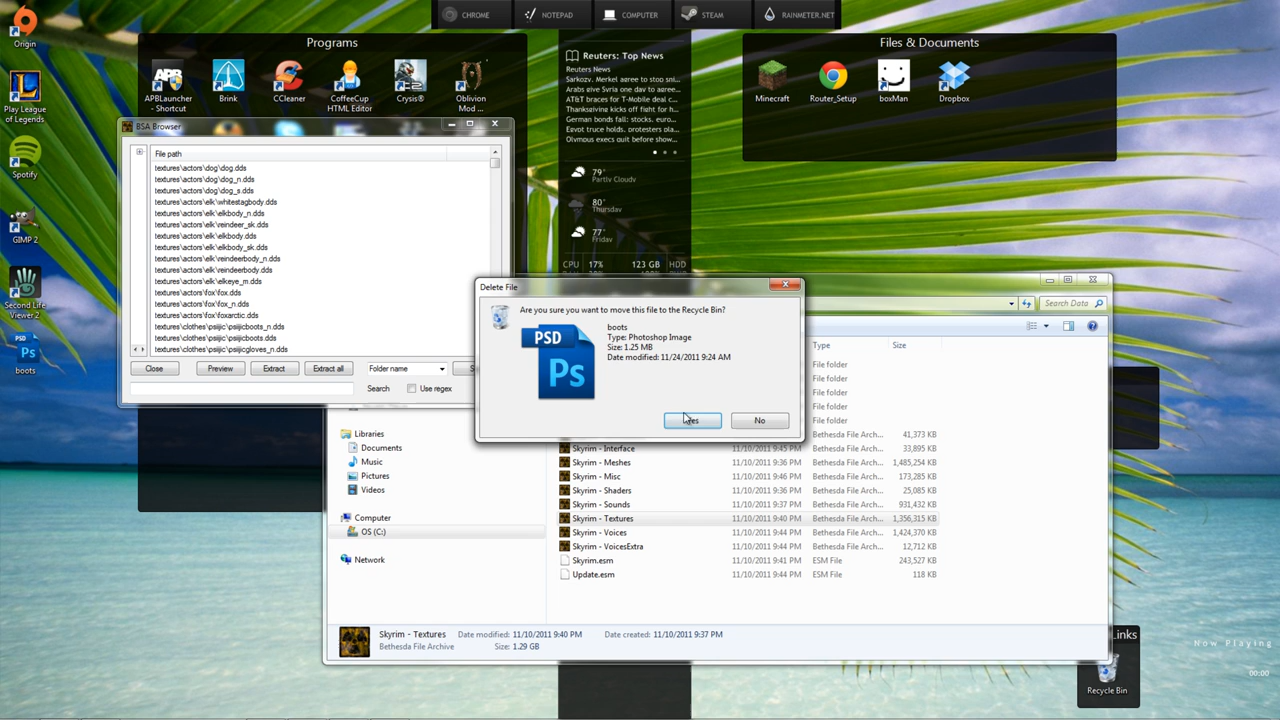 CHROME
NOTEPAD
COMPUTER
STEAM
RAINMETER.NET
Origin
Play League
of Legends
Spotify
GIMP 2
Second Life
Viewer 2
PSD
Ps
boots
Programs
APB
APBLauncher
- Shortcut
Brink
CCleaner
CoffeeCup
HTML Editor
Crysis®
Oblivion
Mod ...
Reuters: Top News
Reuters News
Sarkozy, Merkel agree to stop sni...
Arabs give Syria one day to agree...
AT&T braces for T-Mobile deal c...
Thanksgiving kicks off fight for h...
German bonds fall; stocks, euro...
Egypt truce holds, protesters pla...
Olympus execs quit before show...
79°
Partly Cloudy
80°
Thursday
77°
Friday
CPU 17% 123 GB HDD
Files & Documents
Minecraft
Router_Setup
boxMan
Dropbox
BSA Browser
File path
textures\actors\dog\dog.dds
textures\actors\dog\dog_n.dds
textures\actors\dog\dog_s.dds
textures\actors\elk\whitestagbody.dds
textures\actors\elk\elkbody_n.dds
textures\actors\elk\reindeer_sk.dds
textures\actors\elk\elkbody.dds
textures\actors\elk\elkbody_sk.dds
textures\actors\elk\reindeerbody_n.dds
textures\actors\elk\reindeerbody.dds
textures\actors\elk\elkeye_m.dds
textures\actors\fox\fox.dds
textures\actors\fox\fox_n.dds
textures\actors\fox\foxarctic.dds
textures\clothes\psijic\psijicboots_n.dds
textures\clothes\psijic\psijicboots.dds
textures\clothes\psijic\psijicgloves_n.dds
Close
Preview
Extract
Extract all
Folder name
Search
Use regex
Delete File
Are you sure you want to move this file to the Recycle Bin?
PSD
Ps
boots
Type: Photoshop Image
Size: 1.25 MB
Date modified: 11/24/2011 9:24 AM
No
Search Data
Type Size
File folder
File folder
File folder
File folder
File folder
Bethesda File Arch... 41,373 KB
Skyrim - Interface 11/10/2011 9:45 PM Bethesda File Arch... 33,895 KB
Skyrim - Meshes 11/10/2011 9:36 PM Bethesda File Arch... 1,485,254 KB
Skyrim - Misc 11/10/2011 9:46 PM Bethesda File Arch... 173,285 KB
Skyrim - Shaders 11/10/2011 9:36 PM Bethesda File Arch... 25,085 KB
Skyrim - Sounds 11/10/2011 9:37 PM Bethesda File Arch... 931,432 KB
Skyrim - Textures 11/10/2011 9:40 PM Bethesda File Arch... 1,356,315 KB
Skyrim - Voices 11/10/2011 9:44 PM Bethesda File Arch... 1,424,370 KB
Skyrim - VoicesExtra 11/10/2011 9:44 PM Bethesda File Arch... 12,712 KB
Skyrim.esm 11/10/2011 9:41 PM ESM File 243,527 KB
Update.esm 11/10/2011 9:44 PM ESM File 118 KB
Libraries
Documents
Music
Pictures
Videos
Computer
OS (C:)
Network
Skyrim - Textures Date modified: 11/10/2011 9:40 PM Date created: 11/10/2011 9:37 PM
Bethesda File Archive Size: 1.29 GB
Links
Recycle Bin
Now Playing
00:00